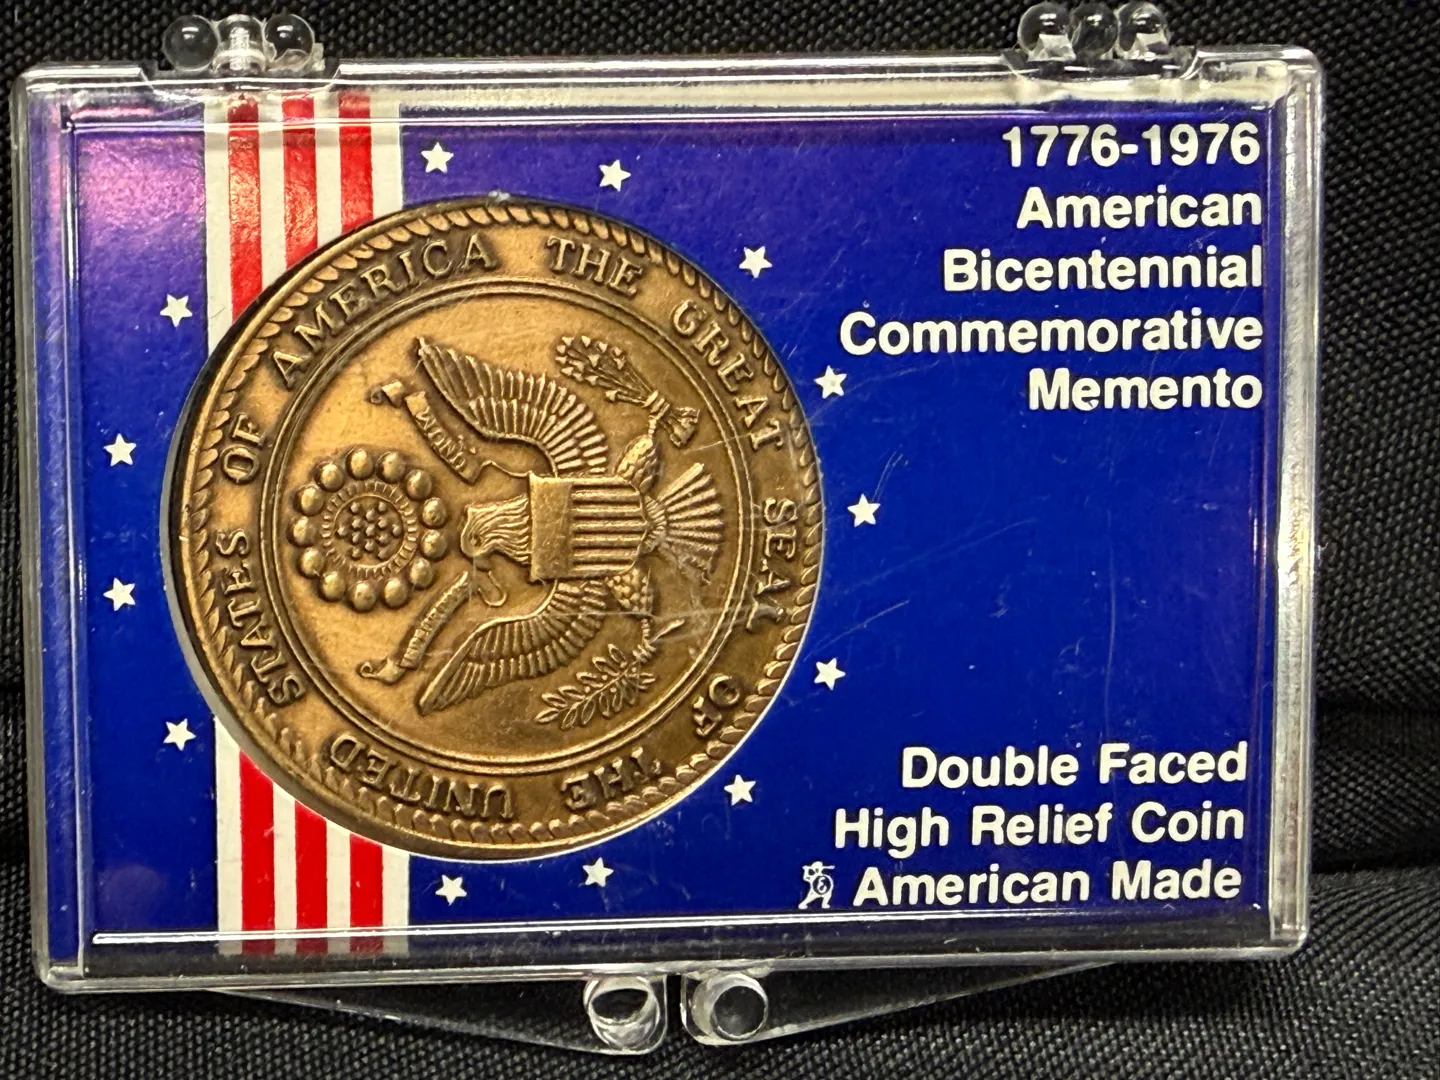 1776-1976
American
Bicentennial
Commemorative
Memento
THE GREAT SEAL OF THE UNITED STATES OF AMERICA
Double Faced
High Relief Coin
American Made